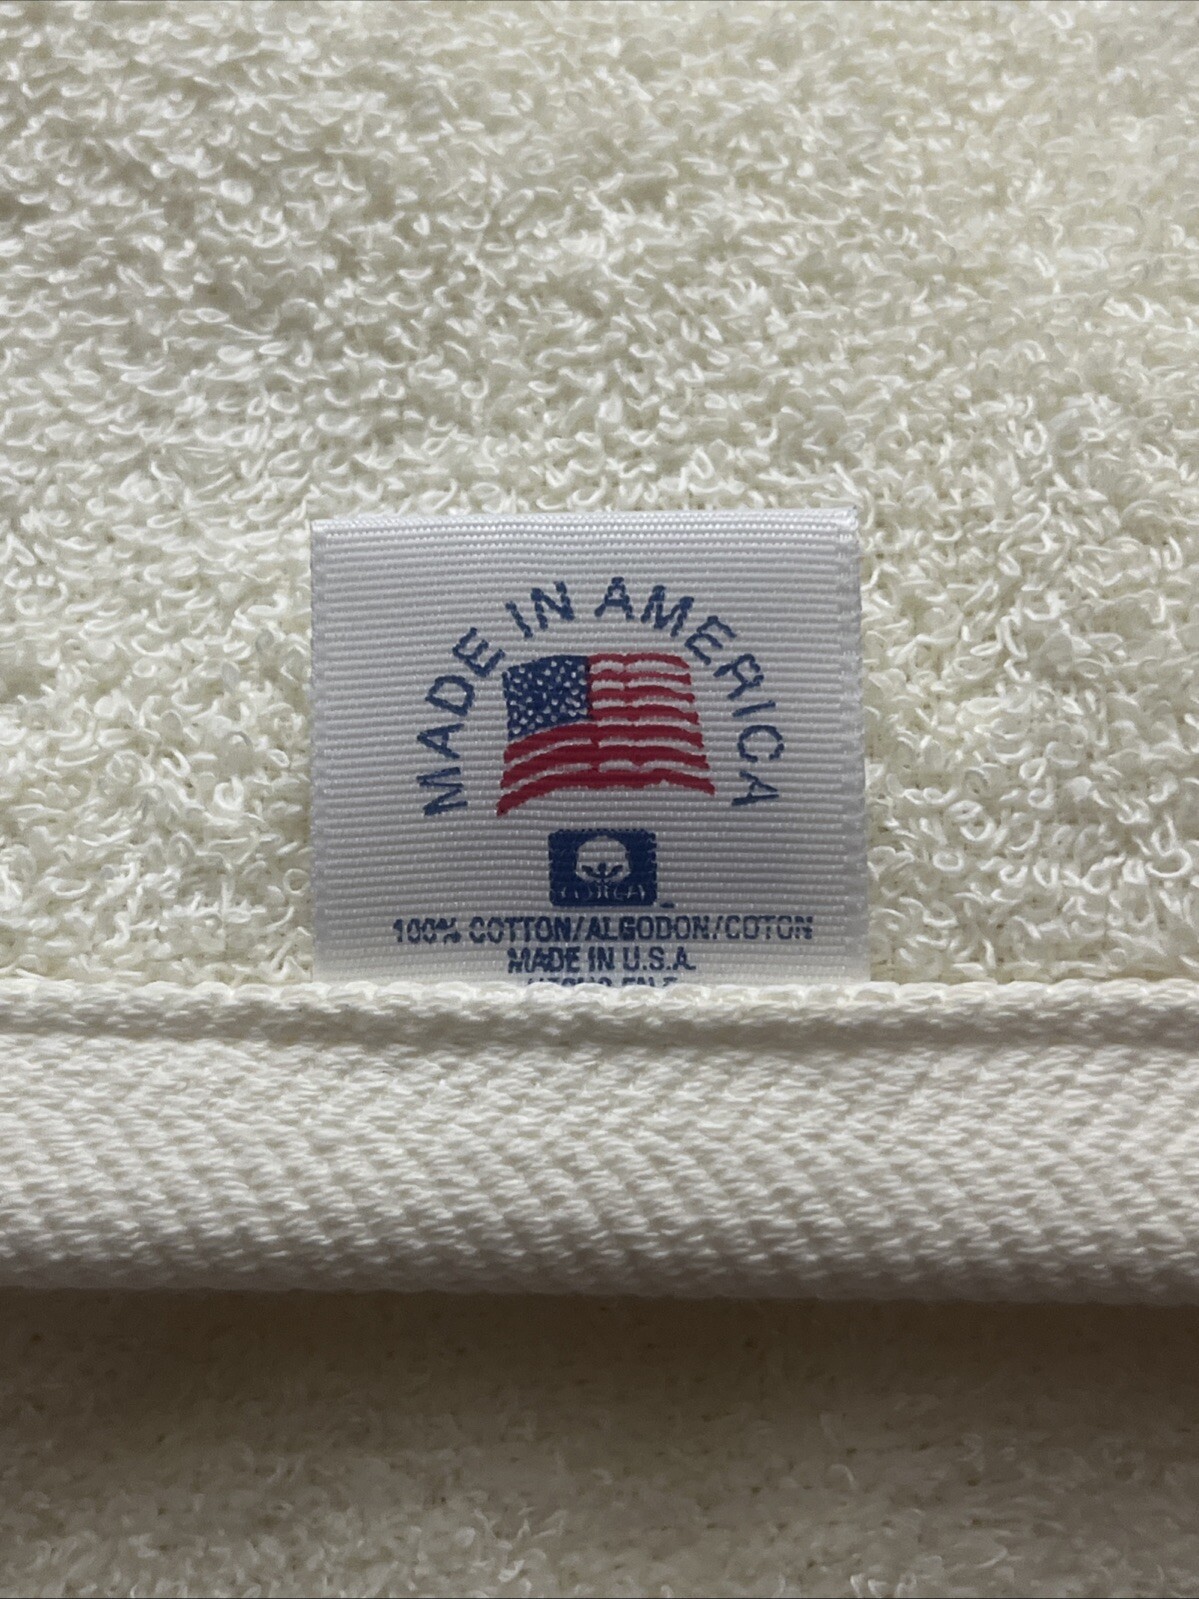 MADE IN AMERICA
100% COTTON/ALGODON/COTON
MADE IN U.S.A.